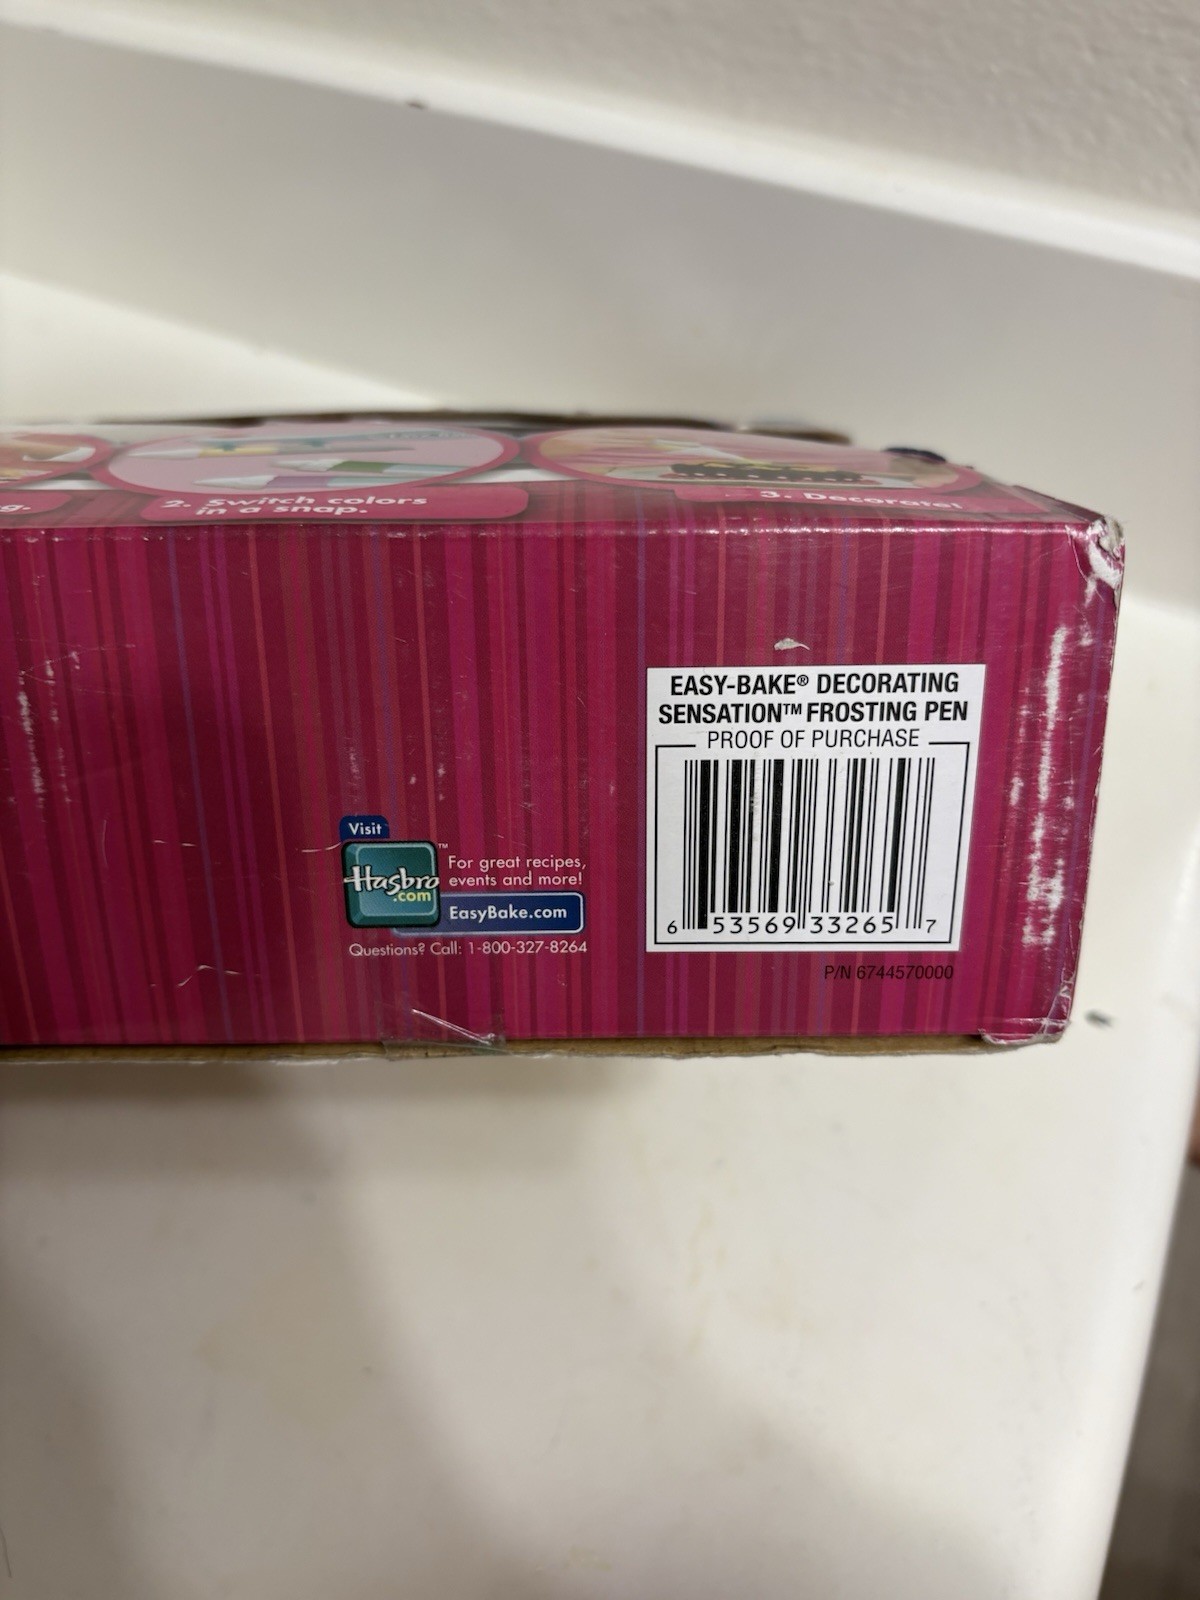 g.
2. Switch colors
in a snap.
3. Decorate!
EASY-BAKE® DECORATING
SENSATION™ FROSTING PEN
PROOF OF PURCHASE
6 53569 33265 7
P/N 6744570000
Visit
Hasbro™
.com
For great recipes,
events and more!
EasyBake.com
Questions? Call: 1-800-327-8264